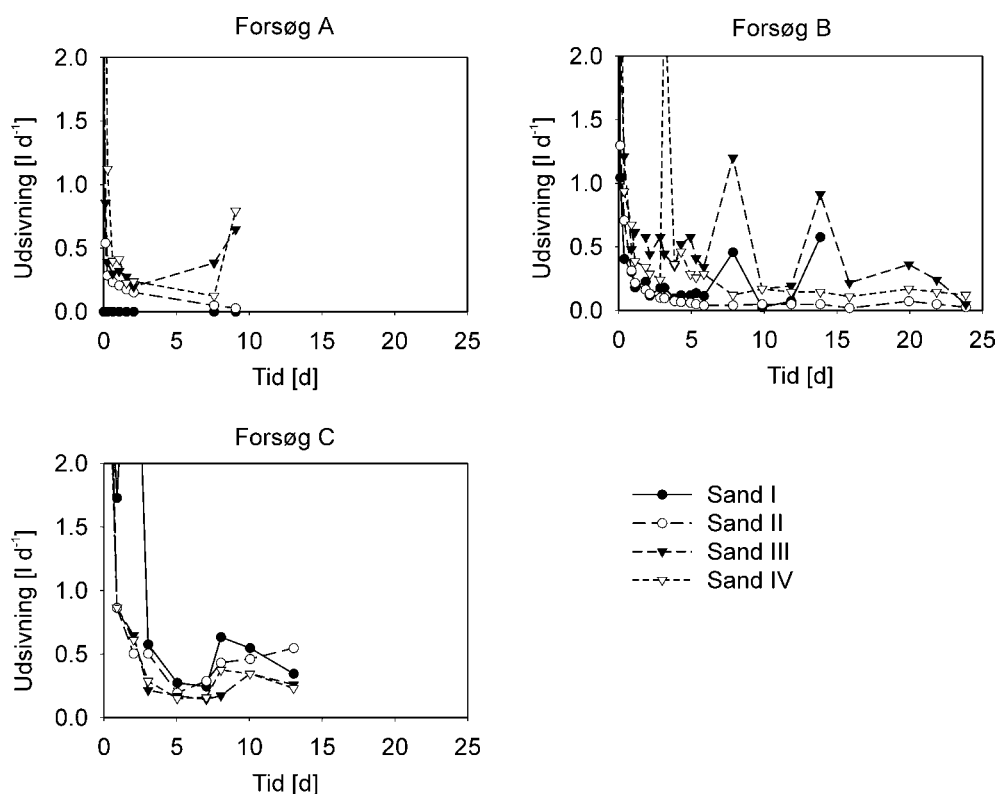 Forsøg A
Udsivning [l d-1]
2.0
1.5
1.0
0.5
0.0
0 5 10 15 20 25
Tid [d]
Forsøg B
Udsivning [l d-1]
2.0
1.5
1.0
0.5
0.0
0 5 10 15 20 25
Tid [d]
Forsøg C
Udsivning [l d-1]
2.0
1.5
1.0
0.5
0.0
0 5 10 15 20 25
Tid [d]
Sand I
Sand II
Sand III
Sand IV